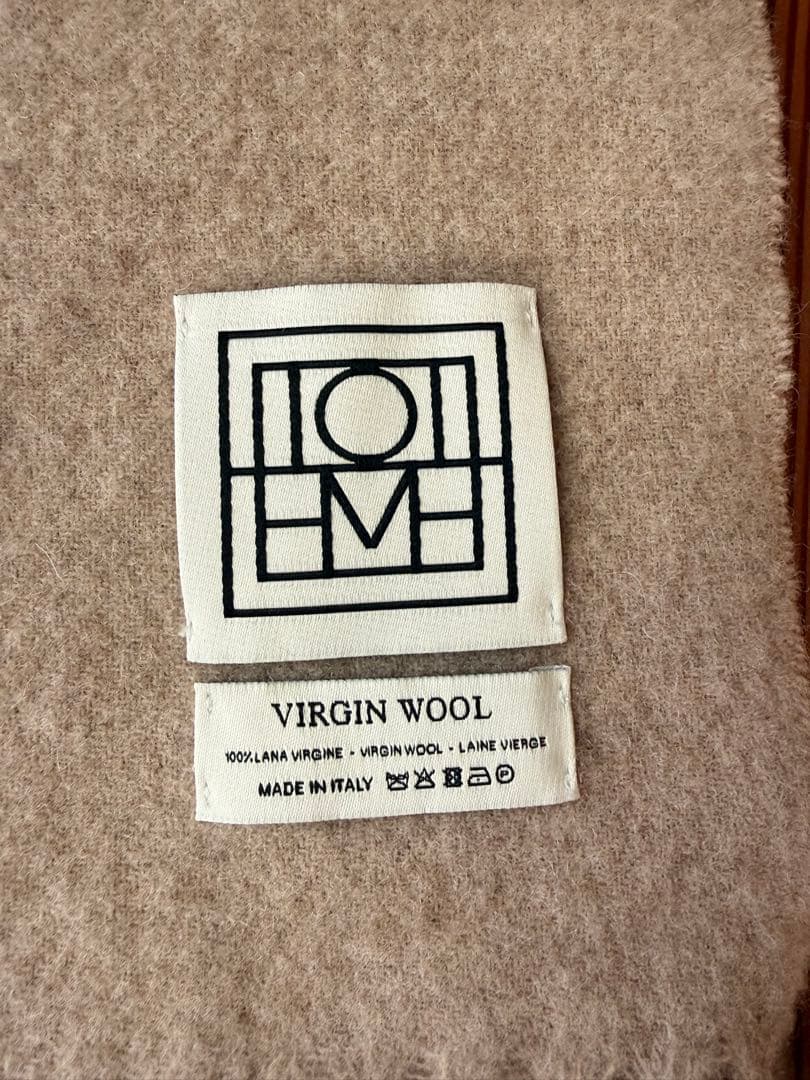 VIRGIN WOOL
100% LANA VIRGINE - VIRGIN WOOL - LAINE VIERGE
MADE IN ITALY P